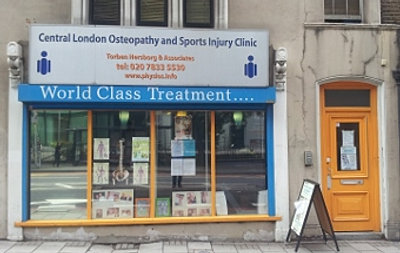 Central London Osteopathy and Sports Injury Clinic
Torben Hersborg & Associates
tel: 020 7833 5530
www.physiso.info
World Class Treatment....